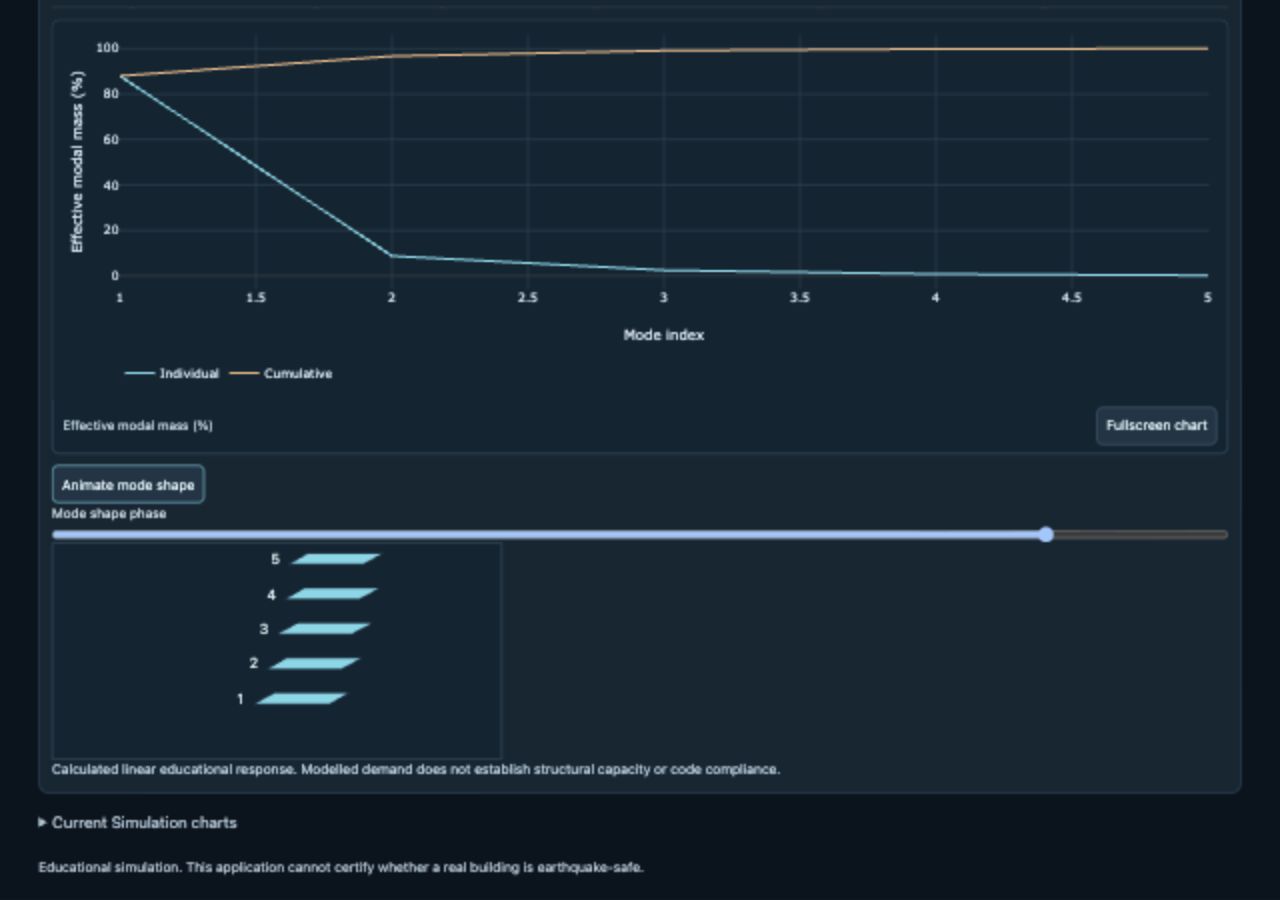 100
80
60
40
20
0
Effective modal mass (%)
1 1.5 2 2.5 3 3.5 4 4.5 5
Mode index
Individual Cumulative
Effective modal mass (%) Fullscreen chart
Animate mode shape
Mode shape phase
5
4
3
2
1
Calculated linear educational response. Modelled demand does not establish structural capacity or code compliance.
Current Simulation charts
Educational simulation. This application cannot certify whether a real building is earthquake-safe.